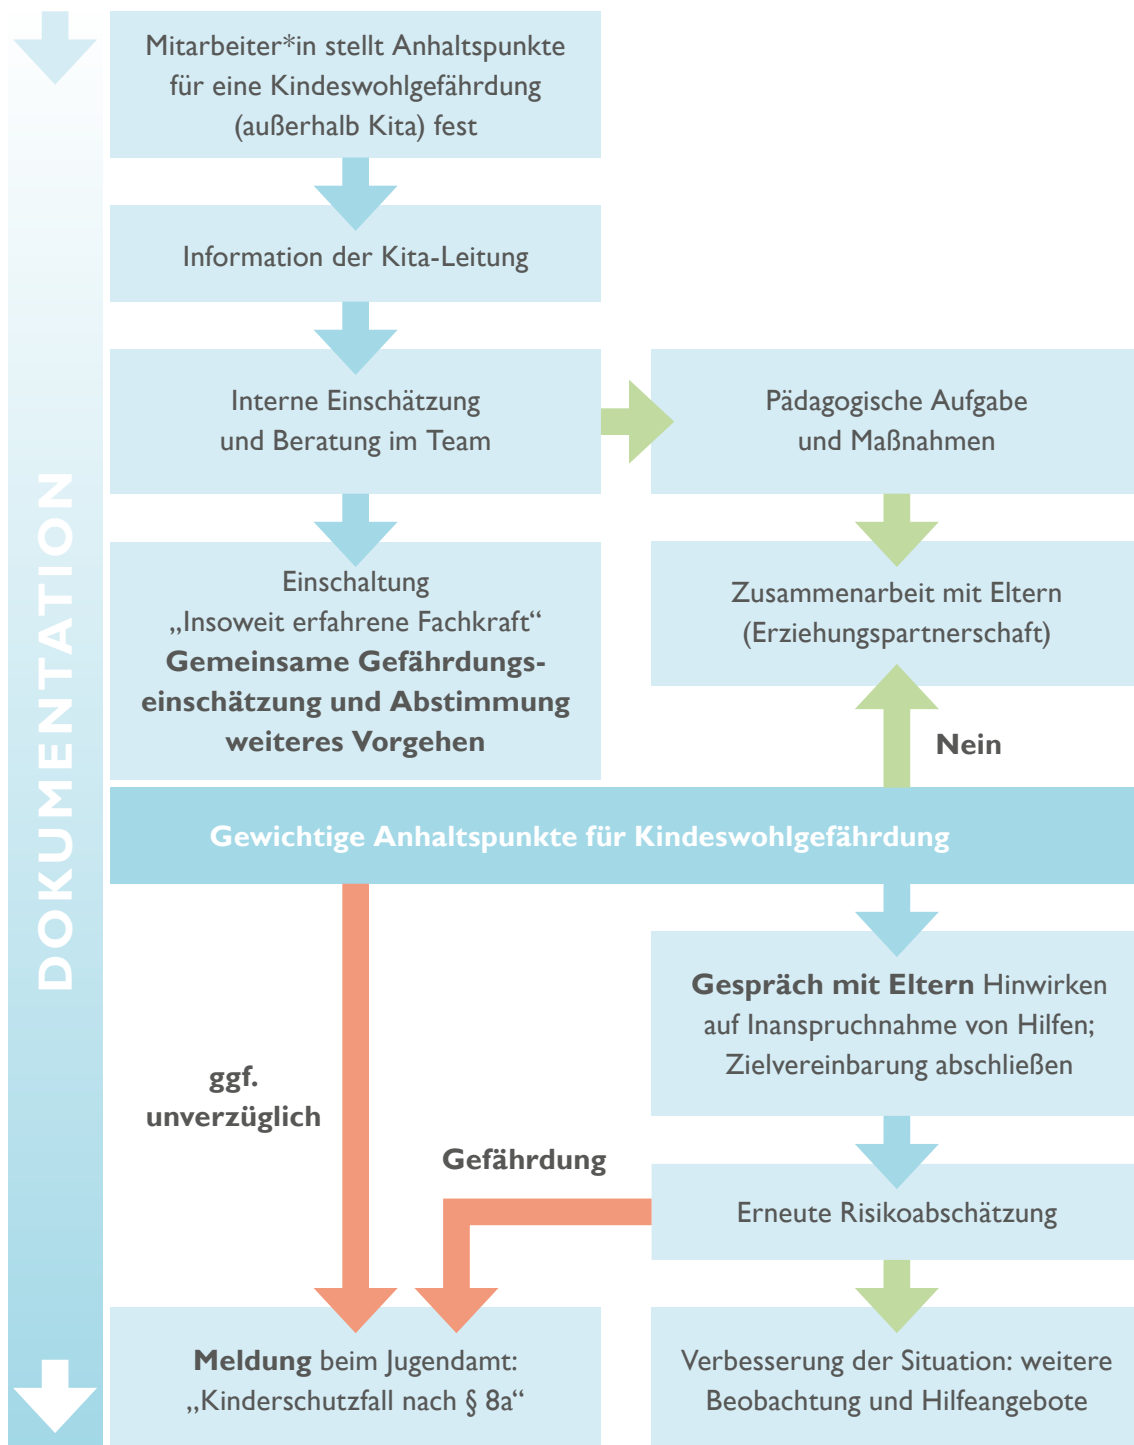 DOKUMENTATION
Mitarbeiter*in stellt Anhaltspunkte
für eine Kindeswohlgefährdung
(außerhalb Kita) fest
Information der Kita-Leitung
Interne Einschätzung
und Beratung im Team
Pädagogische Aufgabe
und Maßnahmen
Einschaltung
„Insoweit erfahrene Fachkraft“
Gemeinsame Gefährdungs-
einschätzung und Abstimmung
weiteres Vorgehen
Zusammenarbeit mit Eltern
(Erziehungspartnerschaft)
Nein
Gewichtige Anhaltspunkte für Kindeswohlgefährdung
Gespräch mit Eltern Hinwirken
auf Inanspruchnahme von Hilfen;
Zielvereinbarung abschließen
ggf.
unverzüglich
Gefährdung
Erneute Risikoabschätzung
Meldung beim Jugendamt:
„Kinderschutzfall nach § 8a“
Verbesserung der Situation: weitere
Beobachtung und Hilfeangebote